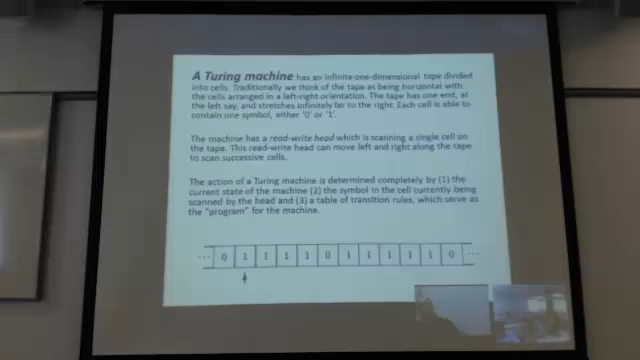 A Turing machine has an infinite one-dimensional tape divided
into cells. Traditionally we think of the tape as being horizontal with
the cells arranged in a left-right orientation. The tape has one end, at
the left say, and stretches infinitely far to the right. Each cell is able to
contain one symbol, either '0' or '1'.
The machine has a read-write head which is scanning a single cell on
the tape. This read-write head can move left and right along the tape
to scan successive cells.
The action of a Turing machine is determined completely by (1) the
current state of the machine (2) the symbol in the cell currently being
scanned by the head and (3) a table of transition rules, which serve as
the "program" for the machine.
... 0 1 1 1 1 0 1 1 1 1 1 0 ...